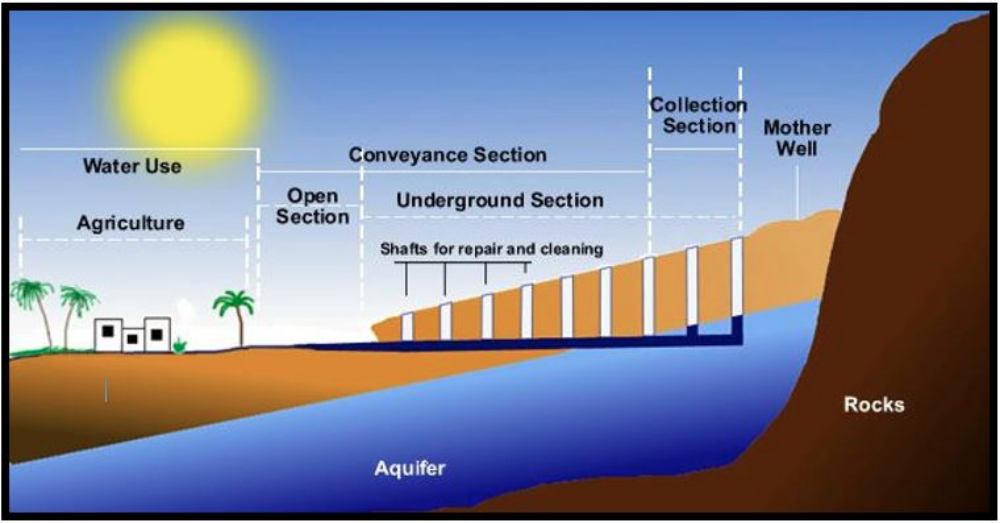 Collection
Section
Mother
Well
Conveyance Section
Water Use
Open
Section
Underground Section
Agriculture
Shafts for repair and cleaning
Rocks
Aquifer